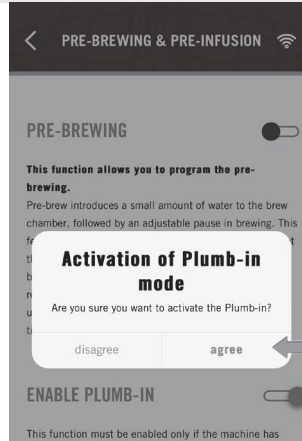 PRE-BREWING & PRE-INFUSION
PRE-BREWING
This function allows you to program the pre-
brewing.
Pre-brew introduces a small amount of water to the brew
chamber, followed by an adjustable pause in brewing. This
Activation of Plumb-in
mode
Are you sure you want to activate the Plumb-in?
disagree
agree
ENABLE PLUMB-IN
This function must be enabled only if the machine has